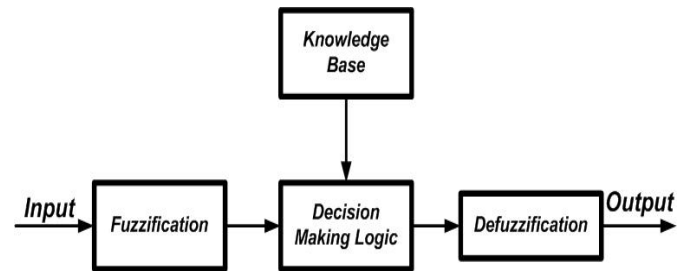 Knowledge
Base
Input
Fuzzification
Decision
Making Logic
Defuzzification
Output